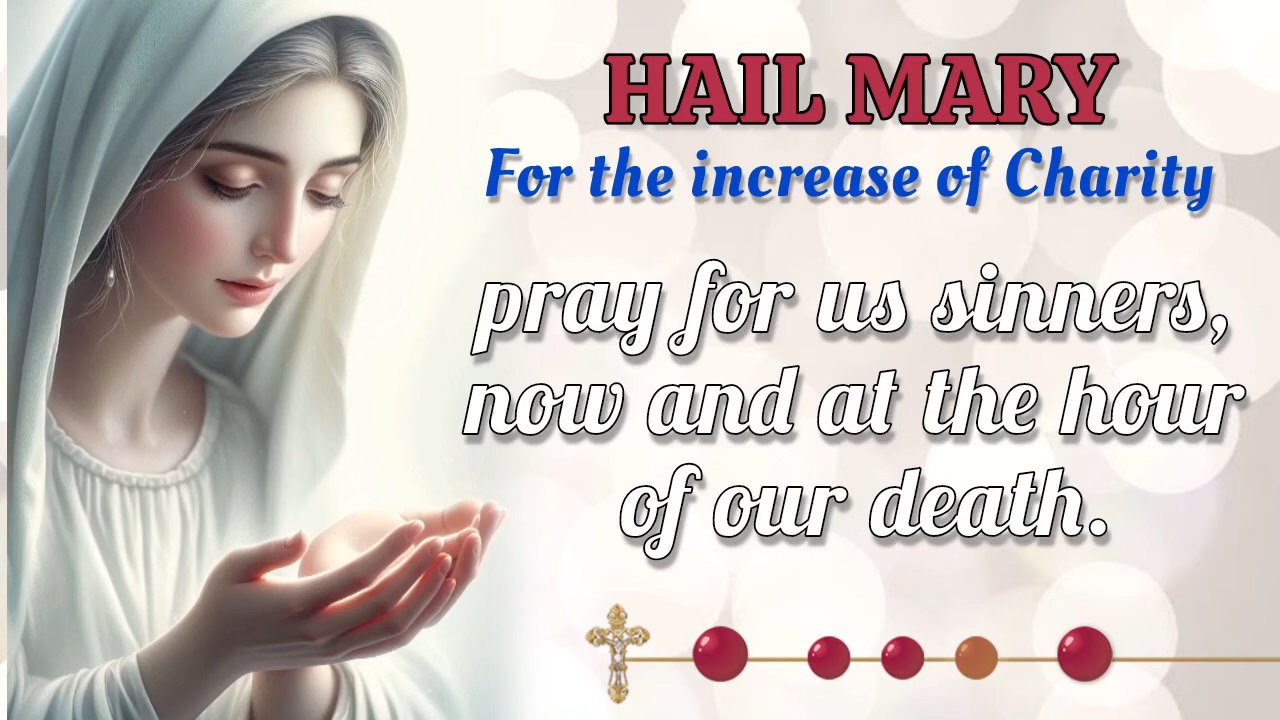 HAIL MARY
For the increase of Charity
pray for us sinners,
now and at the hour
of our death.